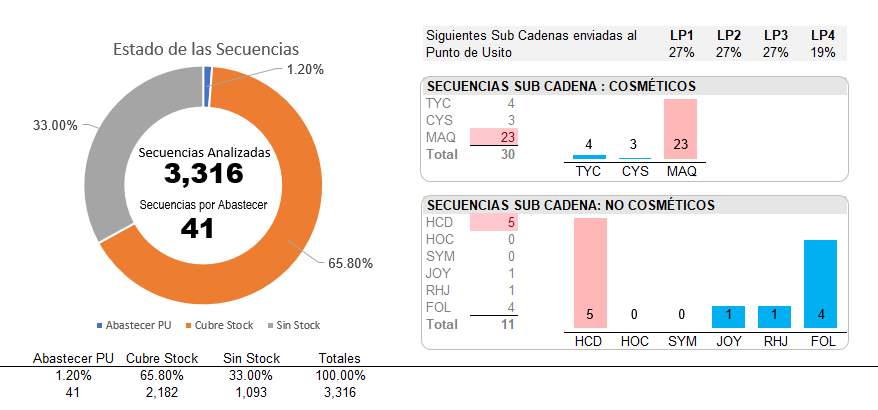 Estado de las Secuencias
1.20%
33.00%
Secuencias Analizadas
3,316
Secuencias por Abastecer
41
65.80%
Abastecer PU Cubre Stock Sin Stock
Abastecer PU Cubre Stock Sin Stock Totales
1.20% 65.80% 33.00% 100.00%
41 2,182 1,093 3,316
Siguientes Sub Cadenas enviadas al LP1 LP2 LP3 LP4
Punto de Usito 27% 27% 27% 19%
SECUENCIAS SUB CADENA : COSMÉTICOS
TYC 4
CYS 3
MAQ 23
Total 30
4 3 23
TYC CYS MAQ
SECUENCIAS SUB CADENA: NO COSMÉTICOS
HCD 5
HOC 0
SYM 0
JOY 1
RHJ 1
FOL 4
Total 11
5 0 0 1 1 4
HCD HOC SYM JOY RHJ FOL